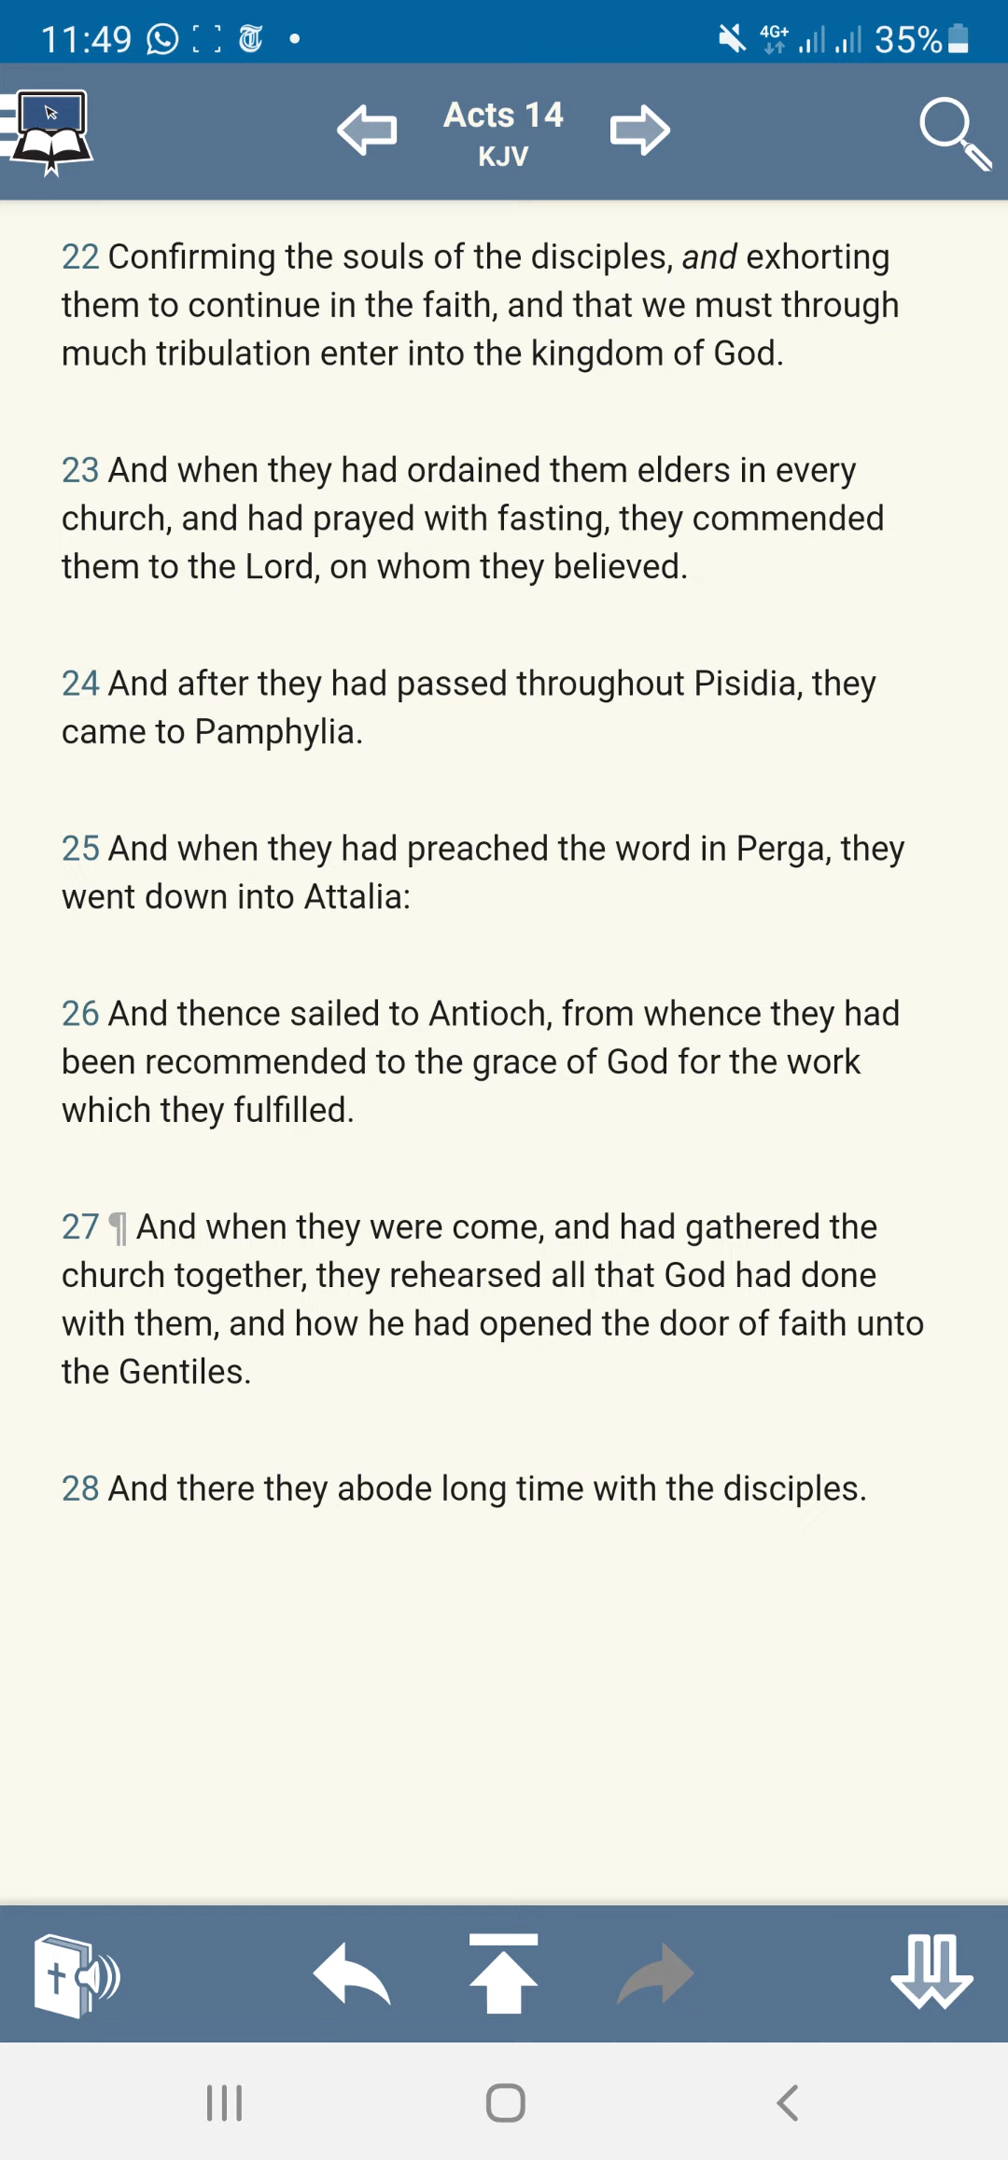 11:49
4G+
35%
Acts 14
KJV
22 Confirming the souls of the disciples, and exhorting
them to continue in the faith, and that we must through
much tribulation enter into the kingdom of God.
23 And when they had ordained them elders in every
church, and had prayed with fasting, they commended
them to the Lord, on whom they believed.
24 And after they had passed throughout Pisidia, they
came to Pamphylia.
25 And when they had preached the word in Perga, they
went down into Attalia:
26 And thence sailed to Antioch, from whence they had
been recommended to the grace of God for the work
which they fulfilled.
27 ¶ And when they were come, and had gathered the
church together, they rehearsed all that God had done
with them, and how he had opened the door of faith unto
the Gentiles.
28 And there they abode long time with the disciples.